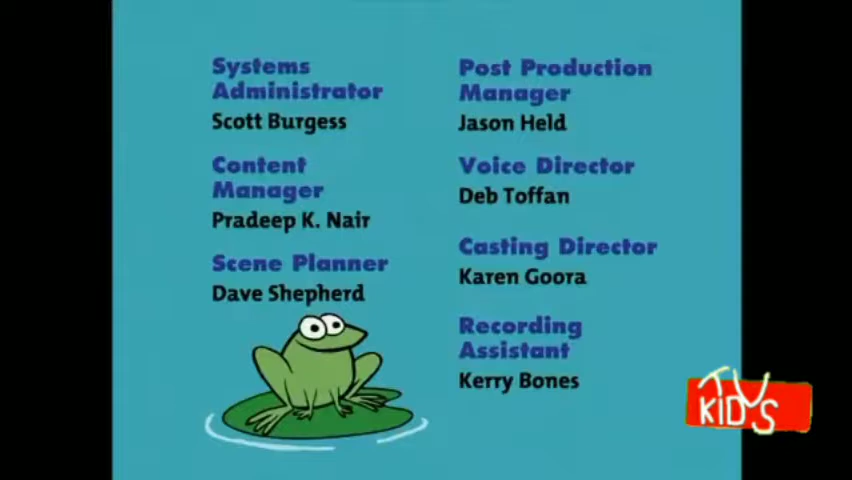 Systems
Administrator
Scott Burgess
Content
Manager
Pradeep K. Nair
Scene Planner
Dave Shepherd
Post Production
Manager
Jason Held
Voice Director
Deb Toffan
Casting Director
Karen Goora
Recording
Assistant
Kerry Bones
TV
KIDS